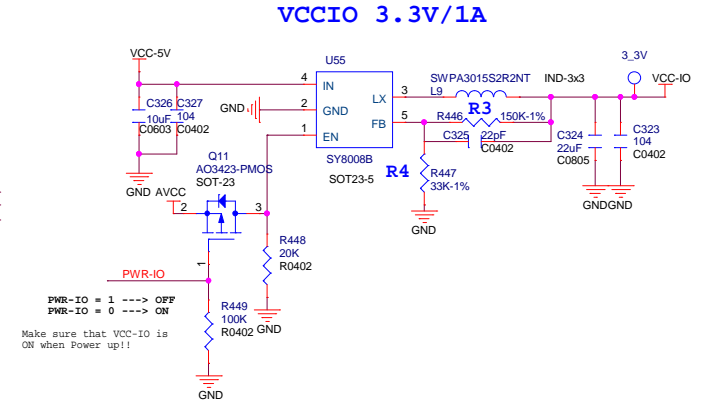 VCCIO 3.3V/1A
VCC-5V
U55
3_3V
SWPA3015S2R2NT
IND-3x3
VCC-IO
4
IN
L9
3
LX
C326
C327
10uF
104
C0603
C0402
GND
2
GND
R3
R446
150K-1%
5
FB
C325
22pF
C0402
C324
22uF
C0805
C323
104
C0402
1
EN
Q11
AO3423-PMOS
SOT-23
SY8008B
SOT23-5
R4
R447
33K-1%
GND
AVCC
2
3
GND
GND
GND
R448
20K
R0402
1
PWR-IO
PWR-IO = 1 ---> OFF
PWR-IO = 0 ---> ON
R449
100K
R0402
GND
Make sure that VCC-IO is
ON when Power up!!
GND